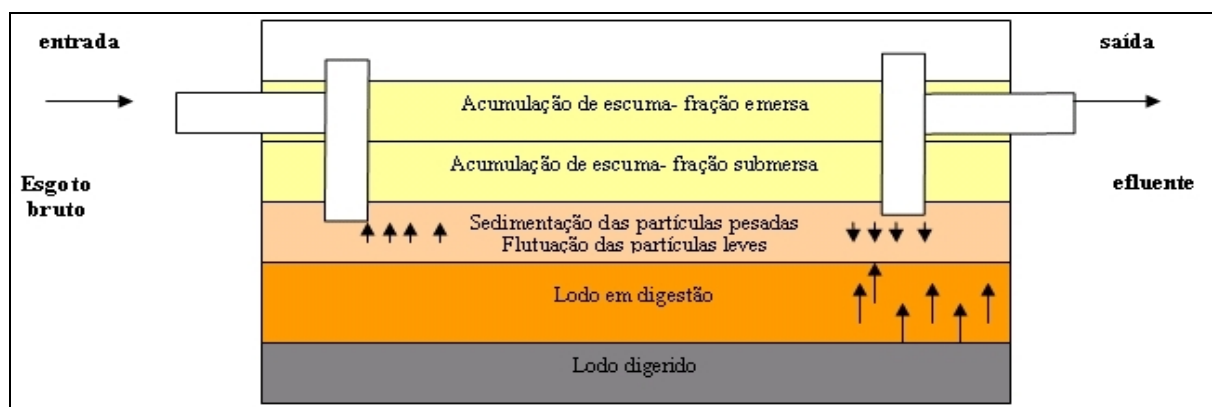 entrada
saída
Acumulação de escuma- fração emersa
Acumulação de escuma- fração submersa
Esgoto
bruto
efluente
Sedimentação das partículas pesadas
Flutuação das partículas leves
Lodo em digestão
Lodo digerido